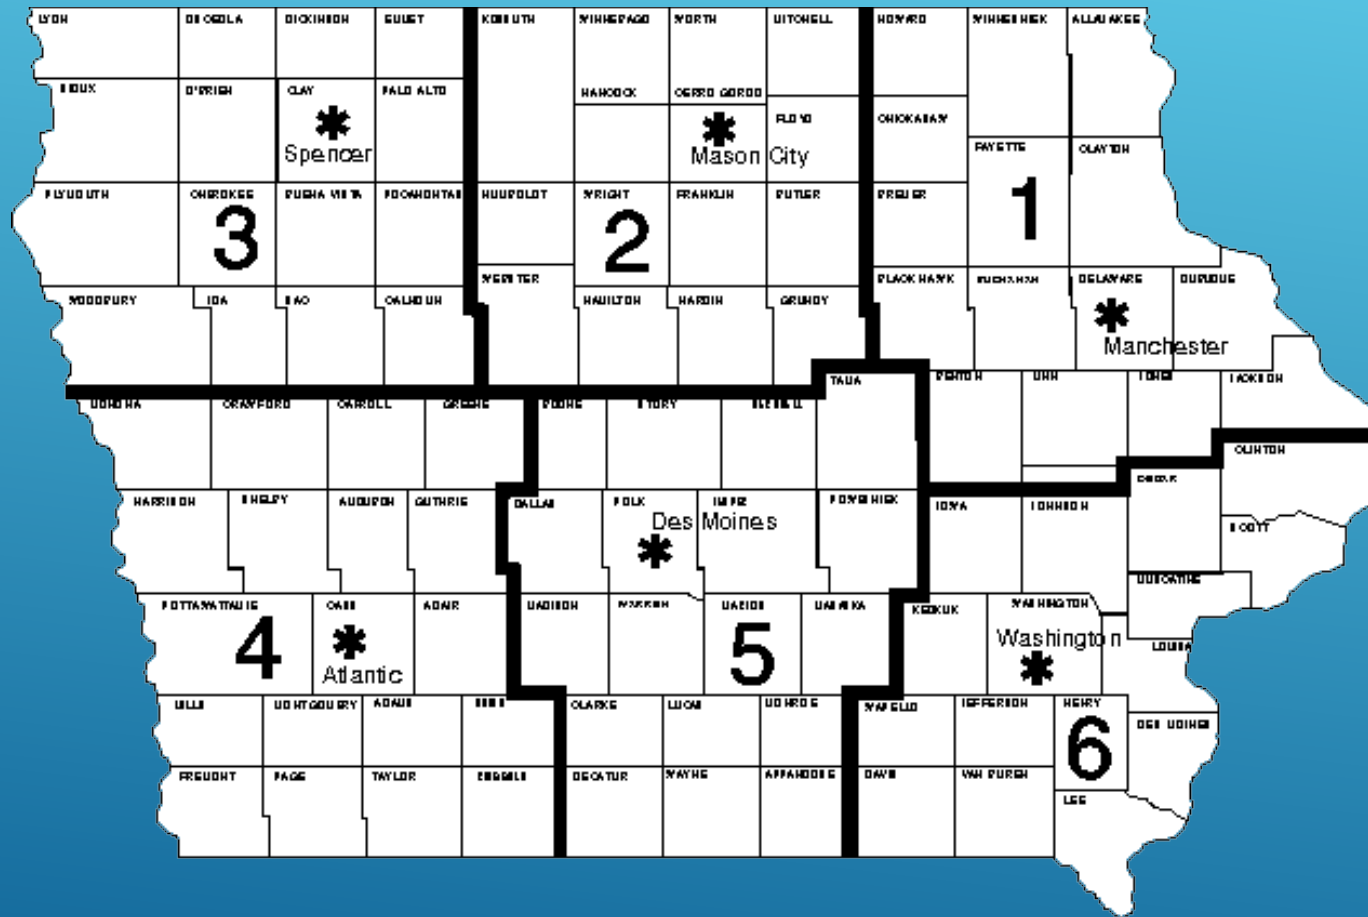 LYON
OSCEOLA
DICKINSON
EMMET
KOSSUTH
WINNEBAGO
WORTH
MITCHELL
HOWARD
WINNESHIEK
ALLAMAKEE
SIOUX
O'BRIEN
CLAY
PALO ALTO
HANCOCK
CERRO GORDO
FLOYD
CHICKASAW
FAYETTE
CLAYTON
Spencer
Mason City
PLYMOUTH
CHEROKEE
BUENA VISTA
POCAHONTAS
HUMBOLDT
WRIGHT
FRANKLIN
BUTLER
BREMER
3
2
1
WOODBURY
IDA
SAC
CALHOUN
WEBSTER
HAMILTON
HARDIN
GRUNDY
BLACK HAWK
BUCHANAN
DELAWARE
DUBUQUE
Manchester
MONONA
CRAWFORD
CARROLL
GREENE
BOONE
STORY
TAMA
BENTON
LINN
JONES
JACKSON
HARRISON
SHELBY
AUDUBON
GUTHRIE
DALLAS
POLK
POWESHIEK
IOWA
JOHNSON
CEDAR
CLINTON
SCOTT
Des Moines
POTTAWATTAMIE
CASS
ADAIR
MADISON
WARREN
MARION
KEOKUK
WASHINGTON
MUSCATINE
LOUISA
4
Atlantic
5
Washington
MILLS
MONTGOMERY
ADAMS
CLARKE
LUCAS
MONROE
WAPELLO
JEFFERSON
HENRY
DES MOINES
6
FREMONT
PAGE
TAYLOR
DECATUR
WAYNE
APPANOOSE
DAVIS
VAN BUREN
LEE